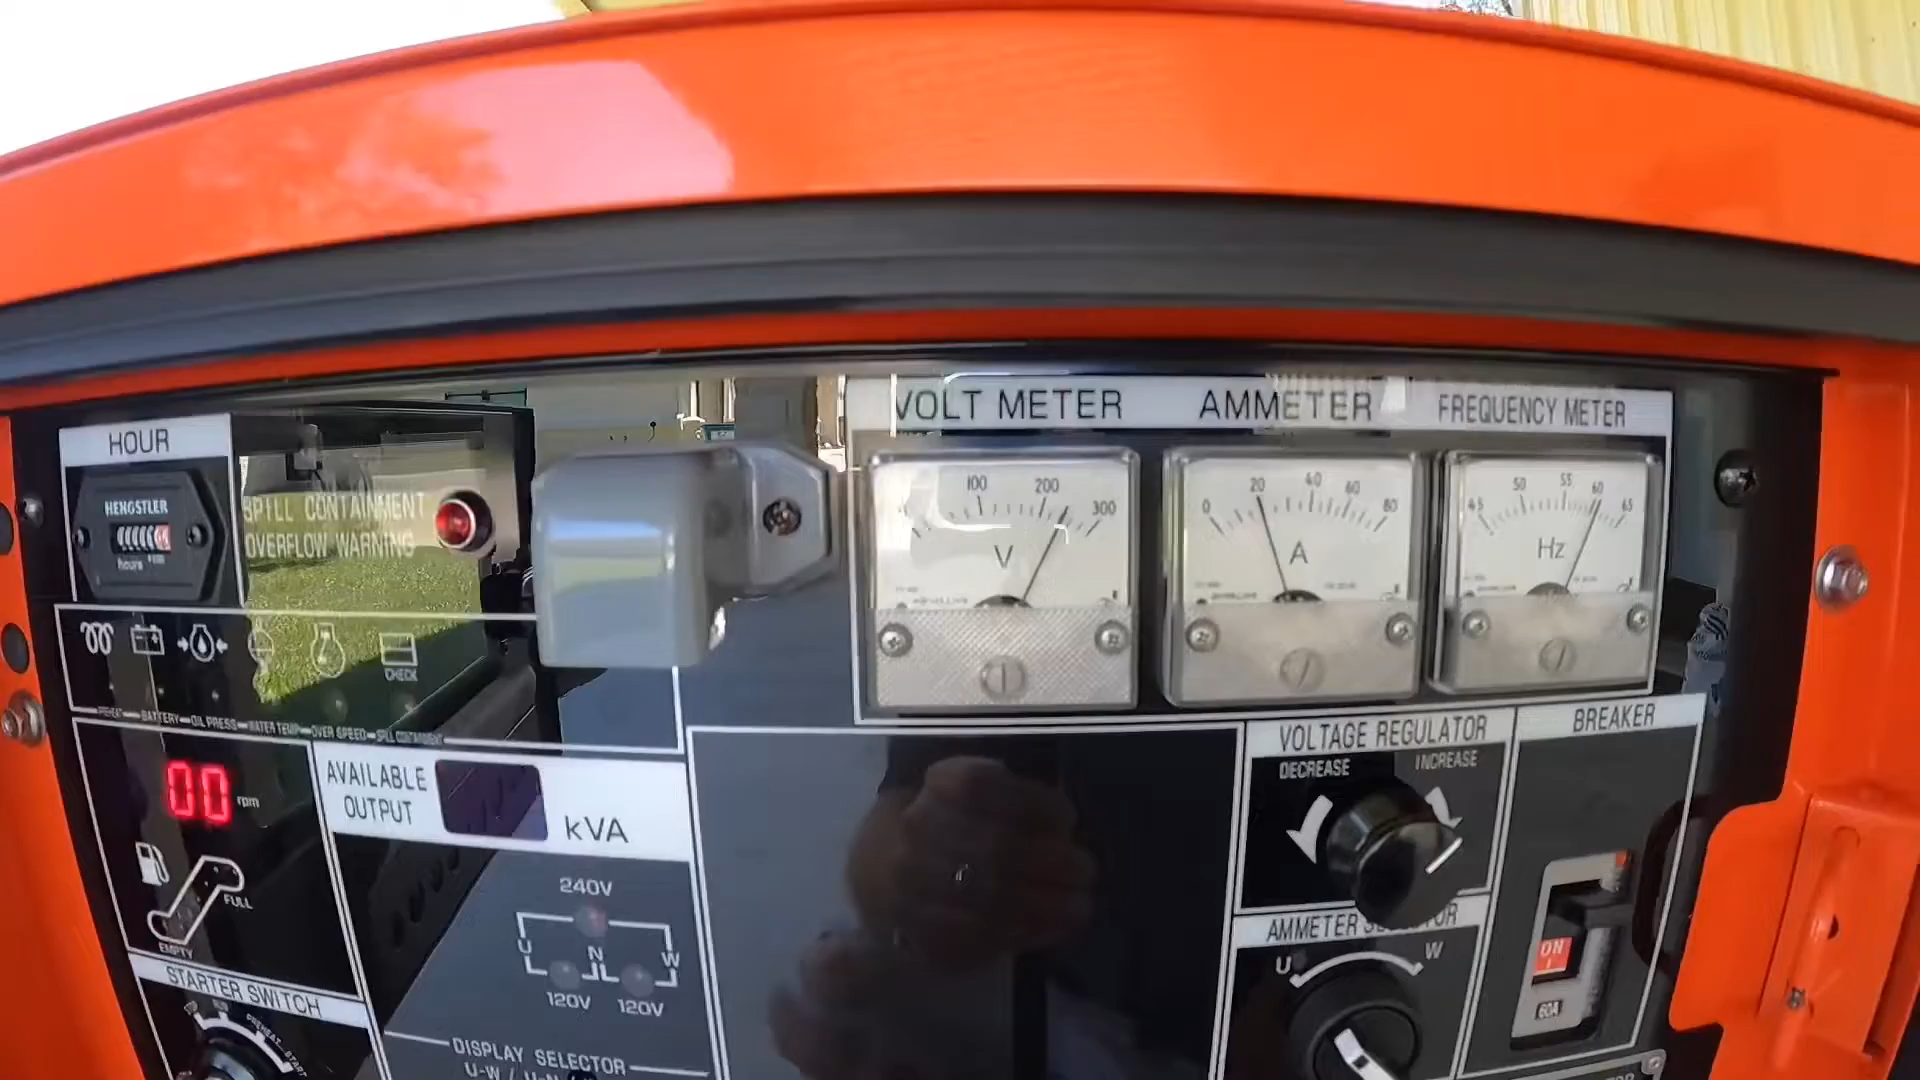 VOLT METER
AMMETER
FREQUENCY METER
HOUR
HENGSTLER
hours
SPILL CONTAINMENT
OVERFLOW WARNING
0 100 200 300
V
0 20 40 60 80
A
45 50 55 60 65
Hz
CHECK
PREHEAT BATTERY OIL PRESS WATER TEMP OVER SPEED SPILL CONTAINMENT
00 rpm
FULL
EMPTY
AVAILABLE
OUTPUT
kVA
240V
U N W
120V 120V
STARTER SWITCH
PREHEAT START
DISPLAY SELECTOR
VOLTAGE REGULATOR
DECREASE INCREASE
BREAKER
ON
I
60A
AMMETER
U W